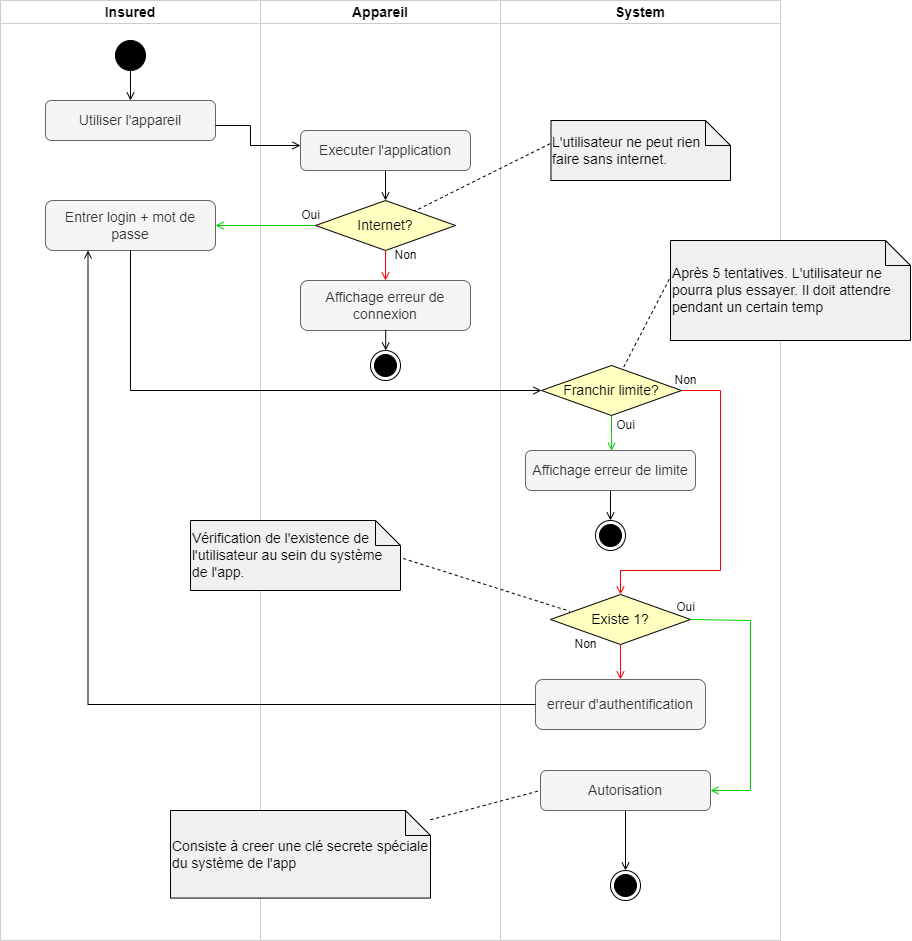 Insured
Appareil
System
Utiliser l'appareil
Executer l'application
L'utilisateur ne peut rien
faire sans internet.
Entrer login + mot de
passe
Oui
Internet?
Non
Affichage erreur de
connexion
Après 5 tentatives. L'utilisateur ne
pourra plus essayer. Il doit attendre
pendant un certain temp
Franchir limite?
Non
Oui
Affichage erreur de limite
Vérification de l'existence de
l'utilisateur au sein du système
de l'app.
Existe 1?
Oui
Non
erreur d'authentification
Autorisation
Consiste à creer une clé secrete spéciale
du système de l'app